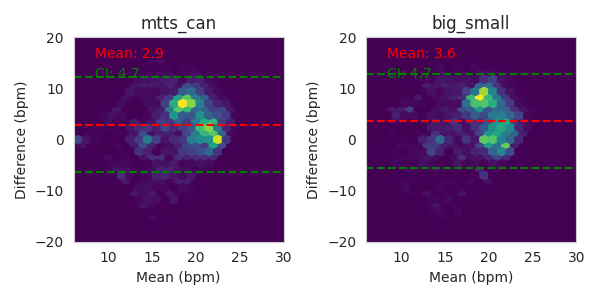 mtts_can
big_small
20
10
0
−10
−20
Difference (bpm)
Mean: 2.9
CI: 4.7
10
15
20
25
30
Mean (bpm)
20
10
0
−10
−20
Difference (bpm)
Mean: 3.6
CI: 4.7
10
15
20
25
30
Mean (bpm)